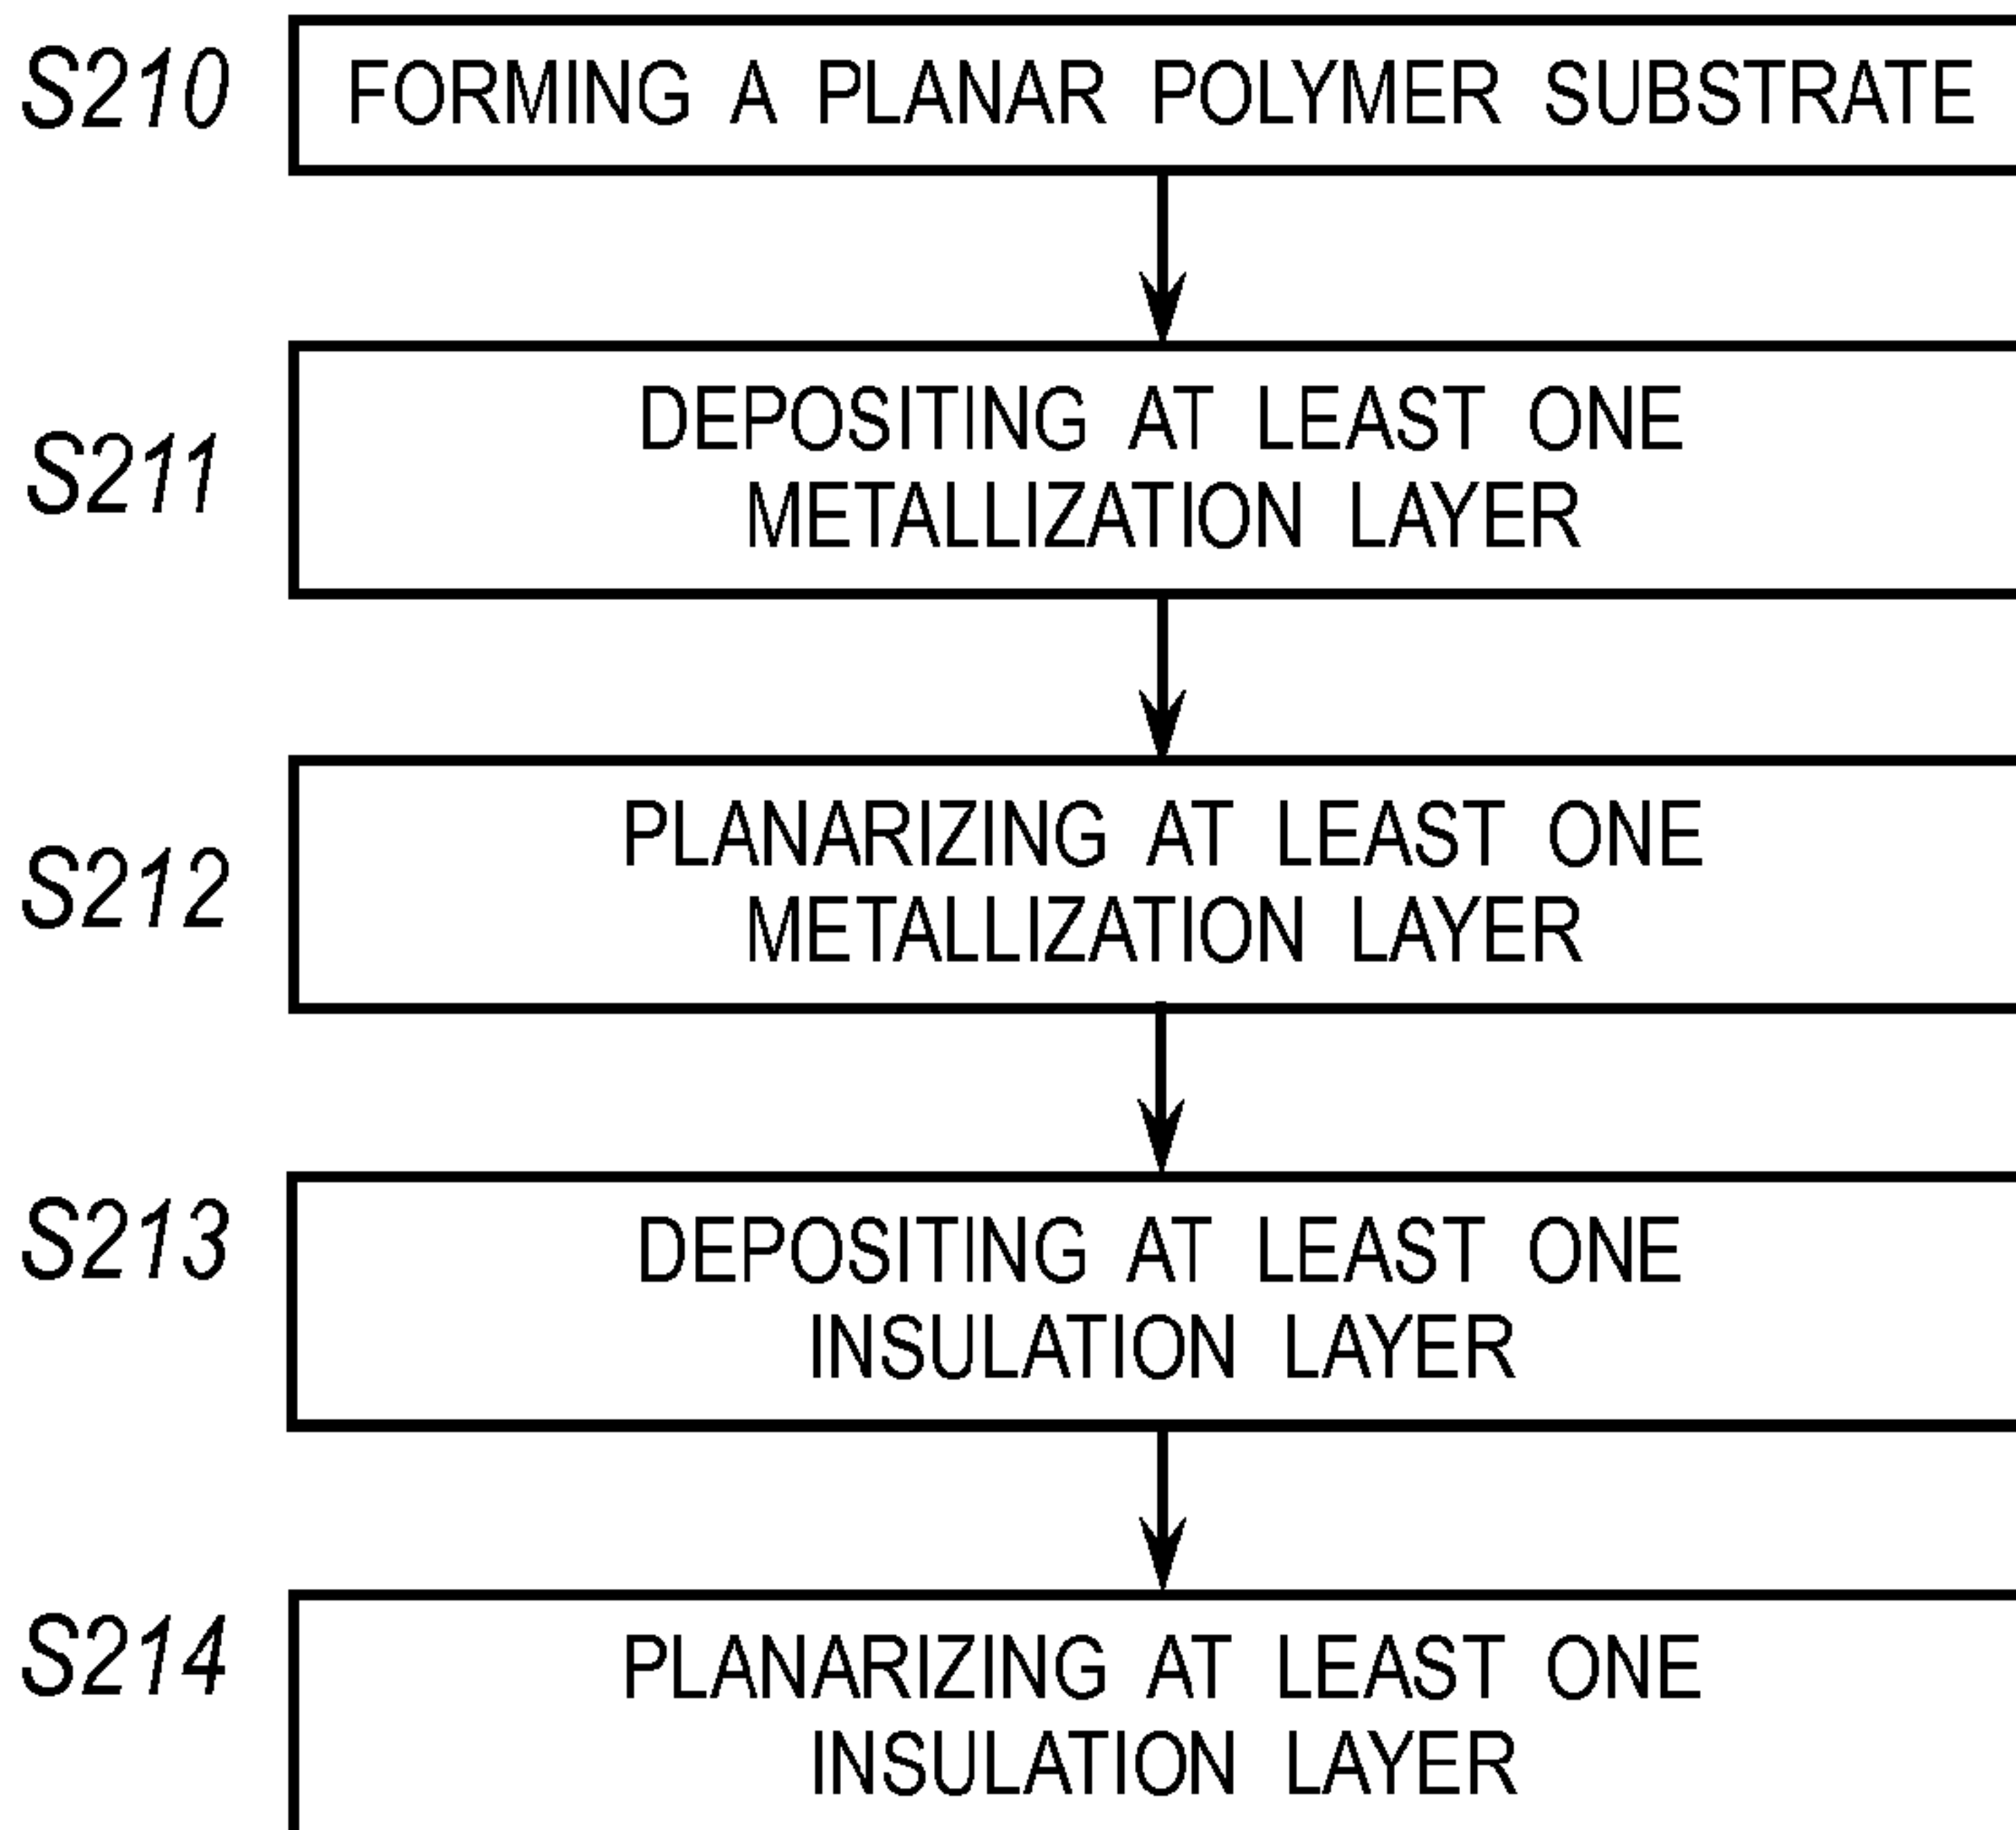 S210 FORMING A PLANAR POLYMER SUBSTRATE
DEPOSITING AT LEAST ONE
S211
METALLIZATION LAYER
PLANARIZING AT LEAST ONE
S212
METALLIZATION LAYER
S213
DEPOSITING AT LEAST ONE
INSULATION LAYER
S214
PLANARIZING AT LEAST ONE
INSULATION LAYER